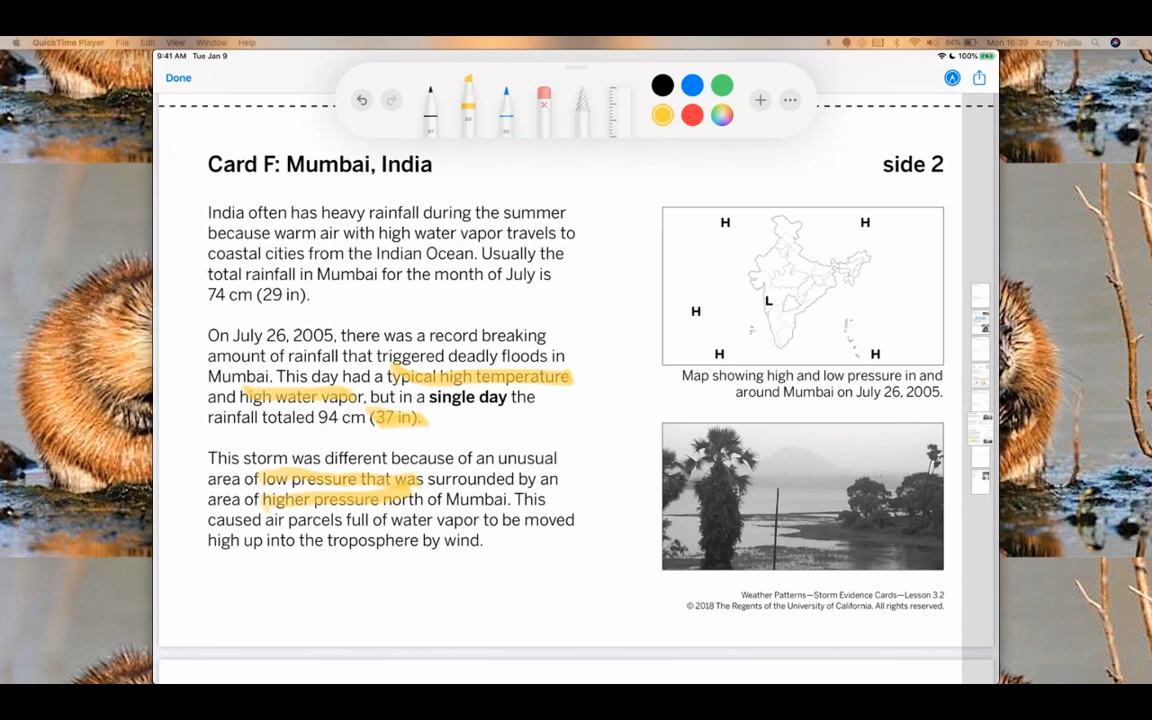 QuickTime Player File Edit View Window Help 64% Mon 16:39 Amy Trujillo
9:41 AM Tue Jan 9 100%
Done
Card F: Mumbai, India
side 2
India often has heavy rainfall during the summer
because warm air with high water vapor travels to
coastal cities from the Indian Ocean. Usually the
total rainfall in Mumbai for the month of July is
74 cm (29 in).
On July 26, 2005, there was a record breaking
amount of rainfall that triggered deadly floods in
Mumbai. This day had a typical high temperature
and high water vapor, but in a single day the
rainfall totaled 94 cm (37 in).
This storm was different because of an unusual
area of low pressure that was surrounded by an
area of higher pressure north of Mumbai. This
caused air parcels full of water vapor to be moved
high up into the troposphere by wind.
H H
L
H
H H
Map showing high and low pressure in and
around Mumbai on July 26, 2005.
Weather Patterns—Storm Evidence Cards—Lesson 3.2
© 2018 The Regents of the University of California. All rights reserved.